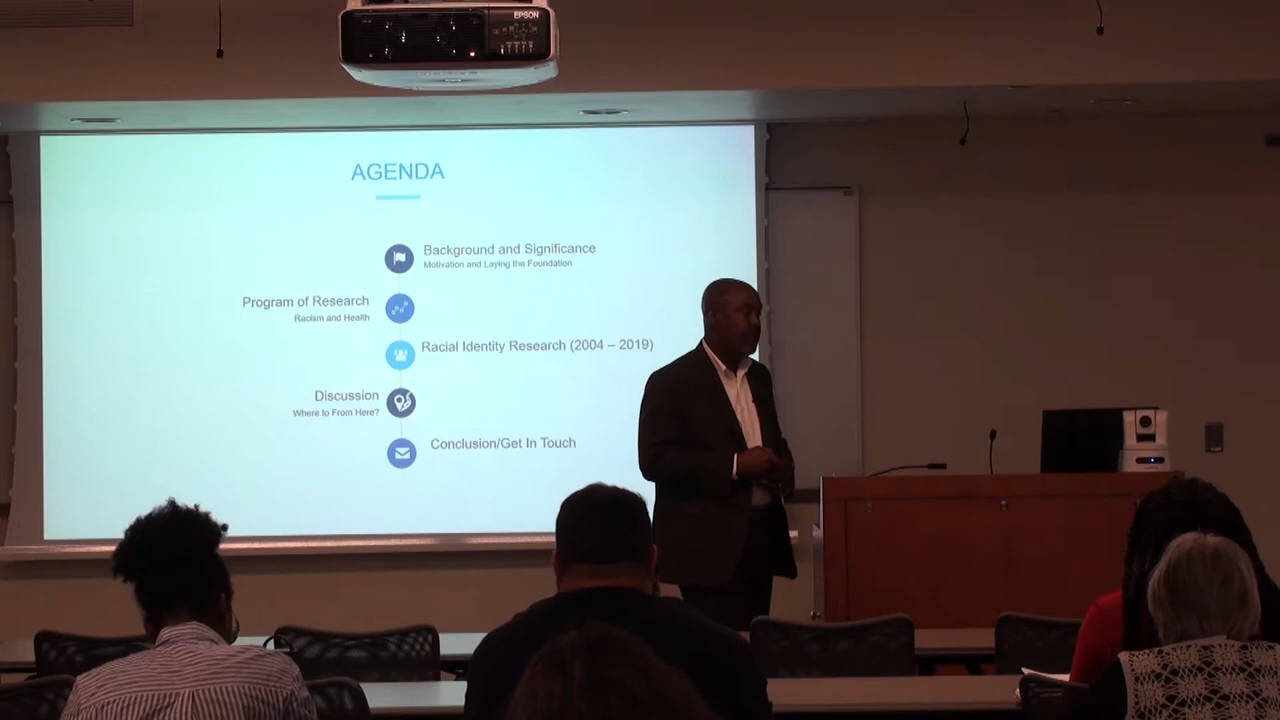 EPSON
AGENDA
Background and Significance
Motivation and Laying the Foundation
Program of Research
Racism and Health
Racial Identity Research (2004 – 2019)
Discussion
Where to From Here?
Conclusion/Get In Touch